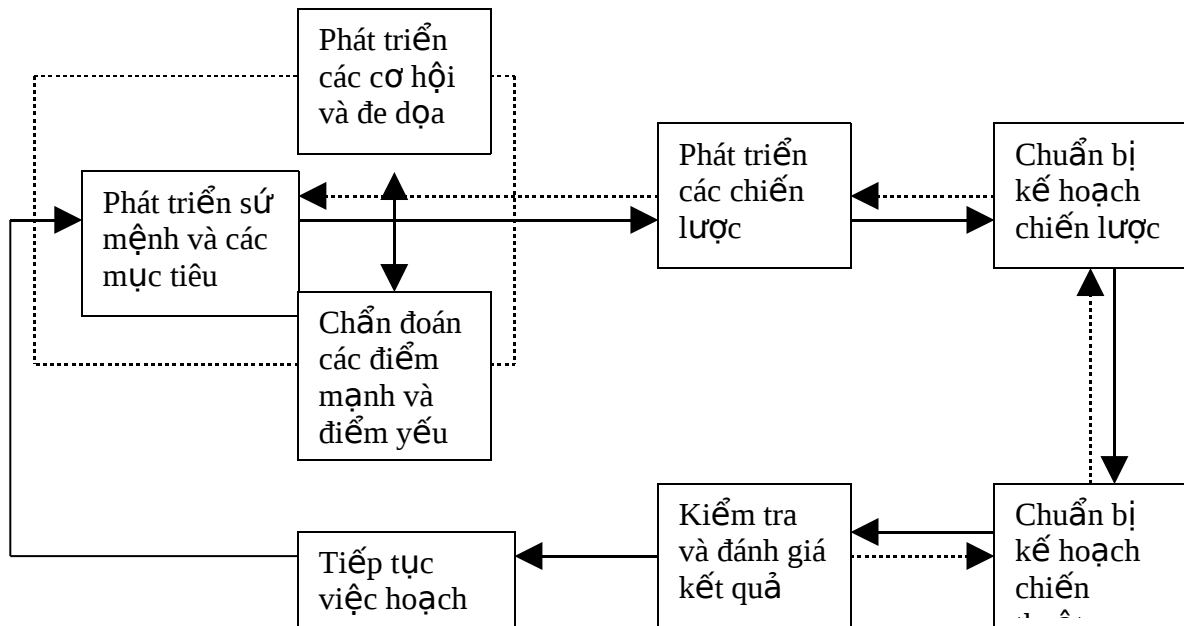 Phát triển
các cơ hội
và đe dọa
Phát triển sứ
mệnh và các
mục tiêu
Chẩn đoán
các điểm
mạnh và
điểm yếu
Phát triển
các chiến
lược
Chuẩn bị
kế hoạch
chiến lược
Chuẩn bị
kế hoạch
chiến
Kiểm tra
và đánh giá
kết quả
Tiếp tục
việc hoạch